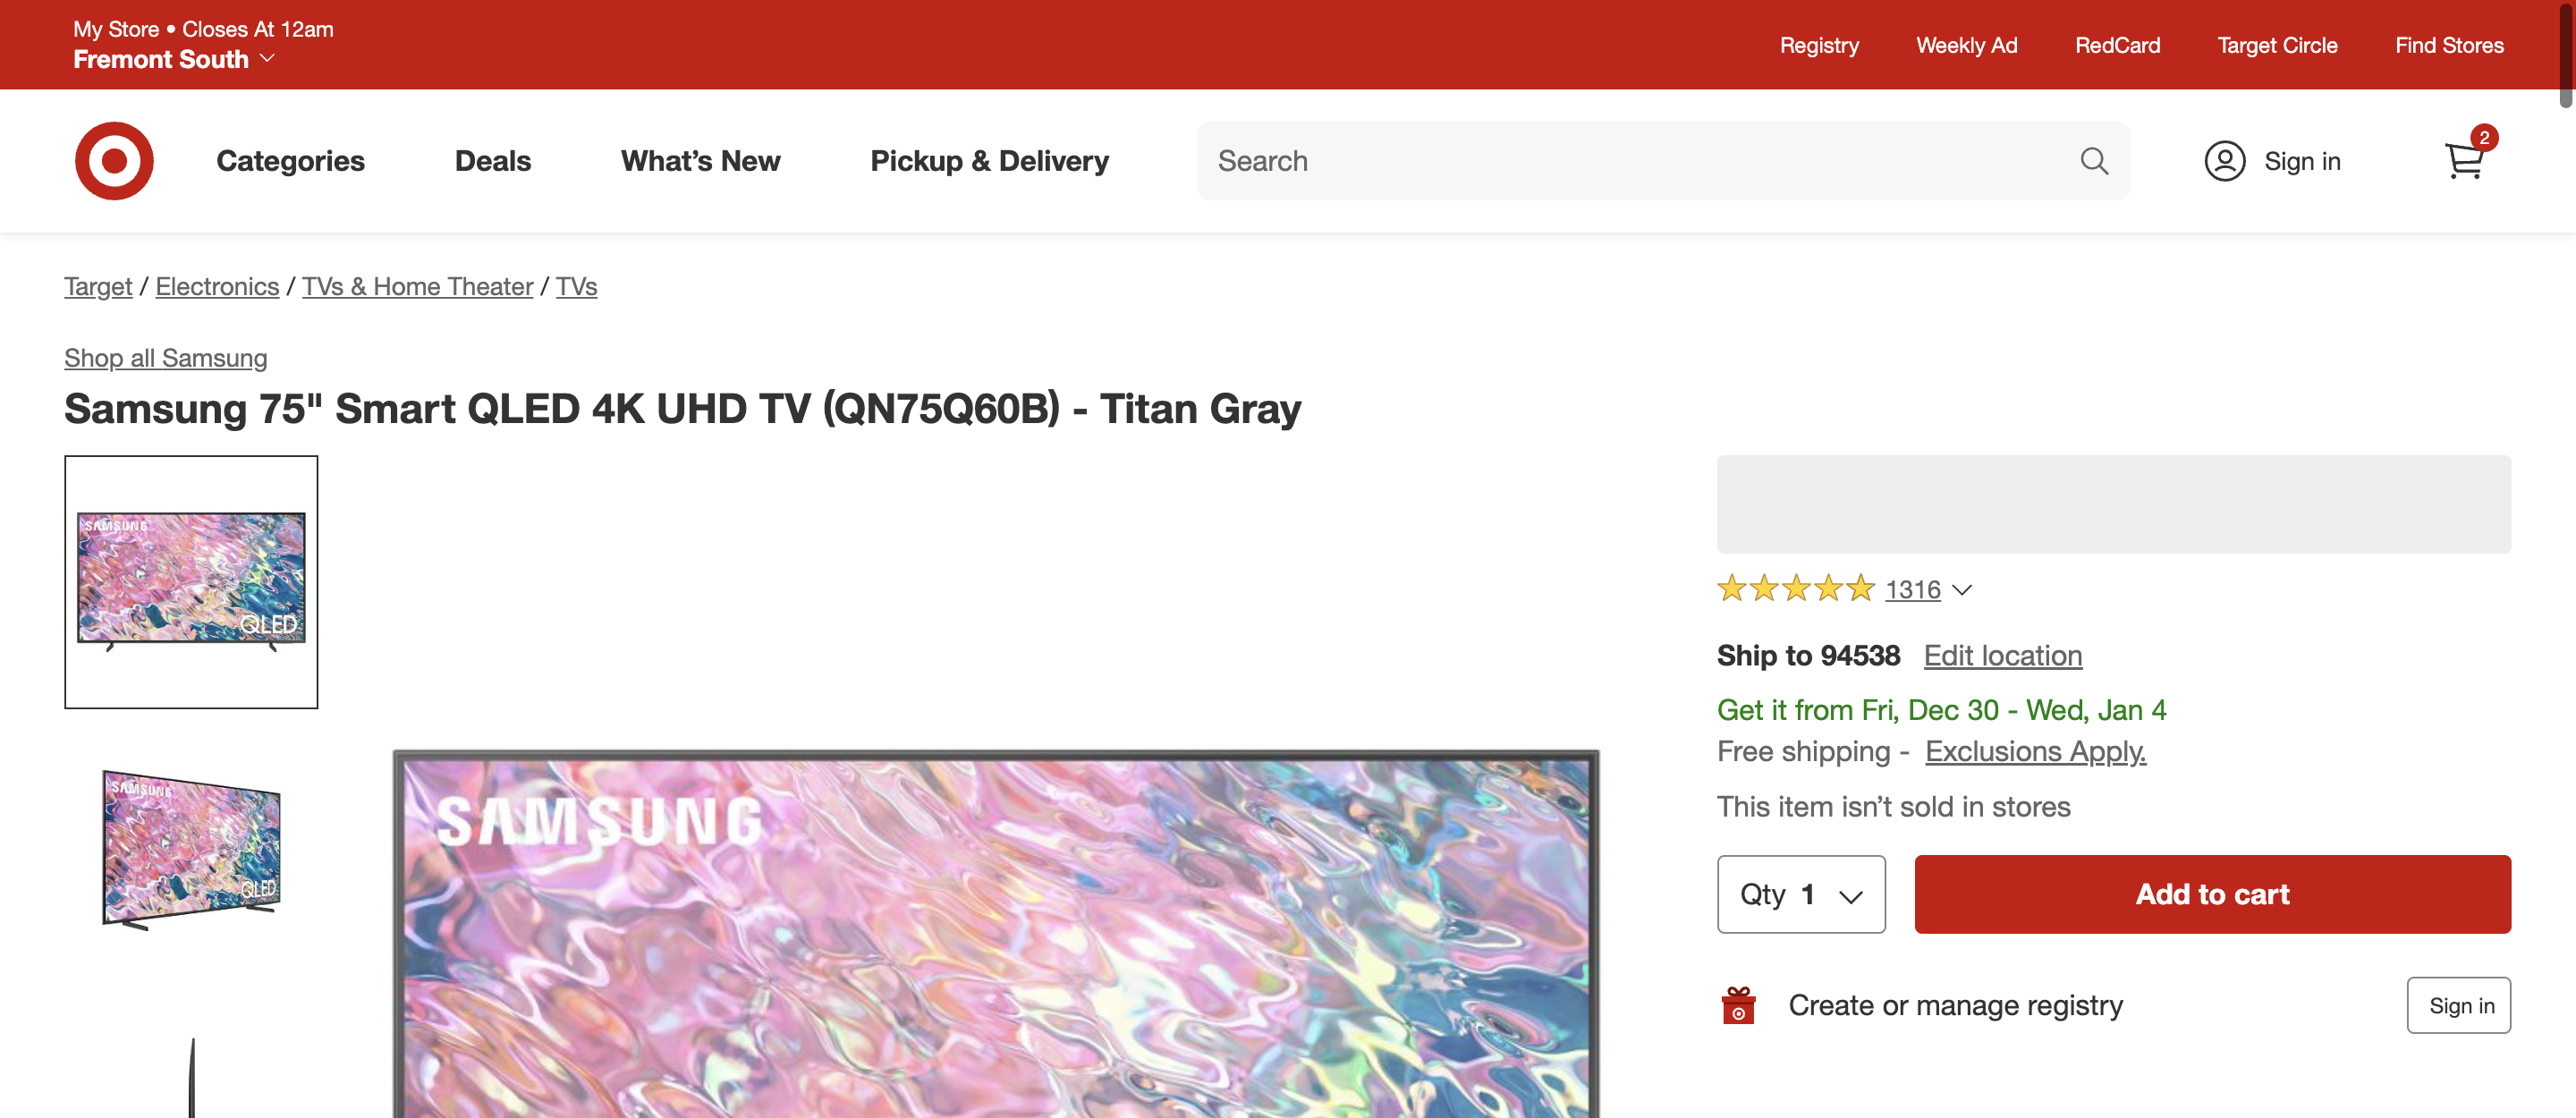 My Store • Closes At 12am
Fremont South
Registry
Weekly Ad
RedCard
Target Circle
Find Stores
Categories
Deals
What's New
Pickup & Delivery
Search
Sign in
2
Target / Electronics / TVs & Home Theater / TVs
Shop all Samsung
Samsung 75" Smart QLED 4K UHD TV (QN75Q60B) - Titan Gray
SAMSUNG
QLED
SAMSUNG
QLED
SAMSUNG
1316
Ship to 94538 Edit location
Get it from Fri, Dec 30 - Wed, Jan 4
Free shipping - Exclusions Apply.
This item isn't sold in stores
Qty 1
Add to cart
Create or manage registry
Sign in